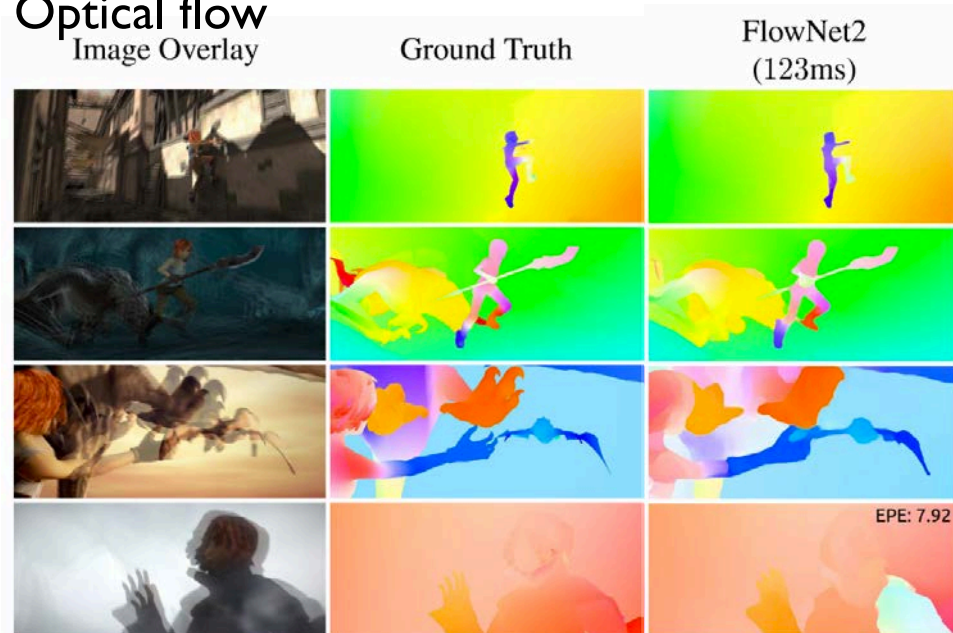 Optical flow
Image Overlay
Ground Truth
FlowNet2
(123ms)
EPE: 7.92